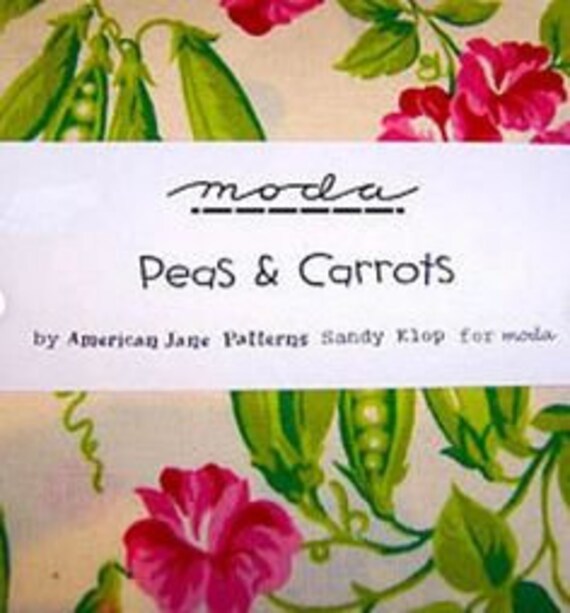 moda
Peas & Carrots
by American Jane Patterns Sandy Klop for moda